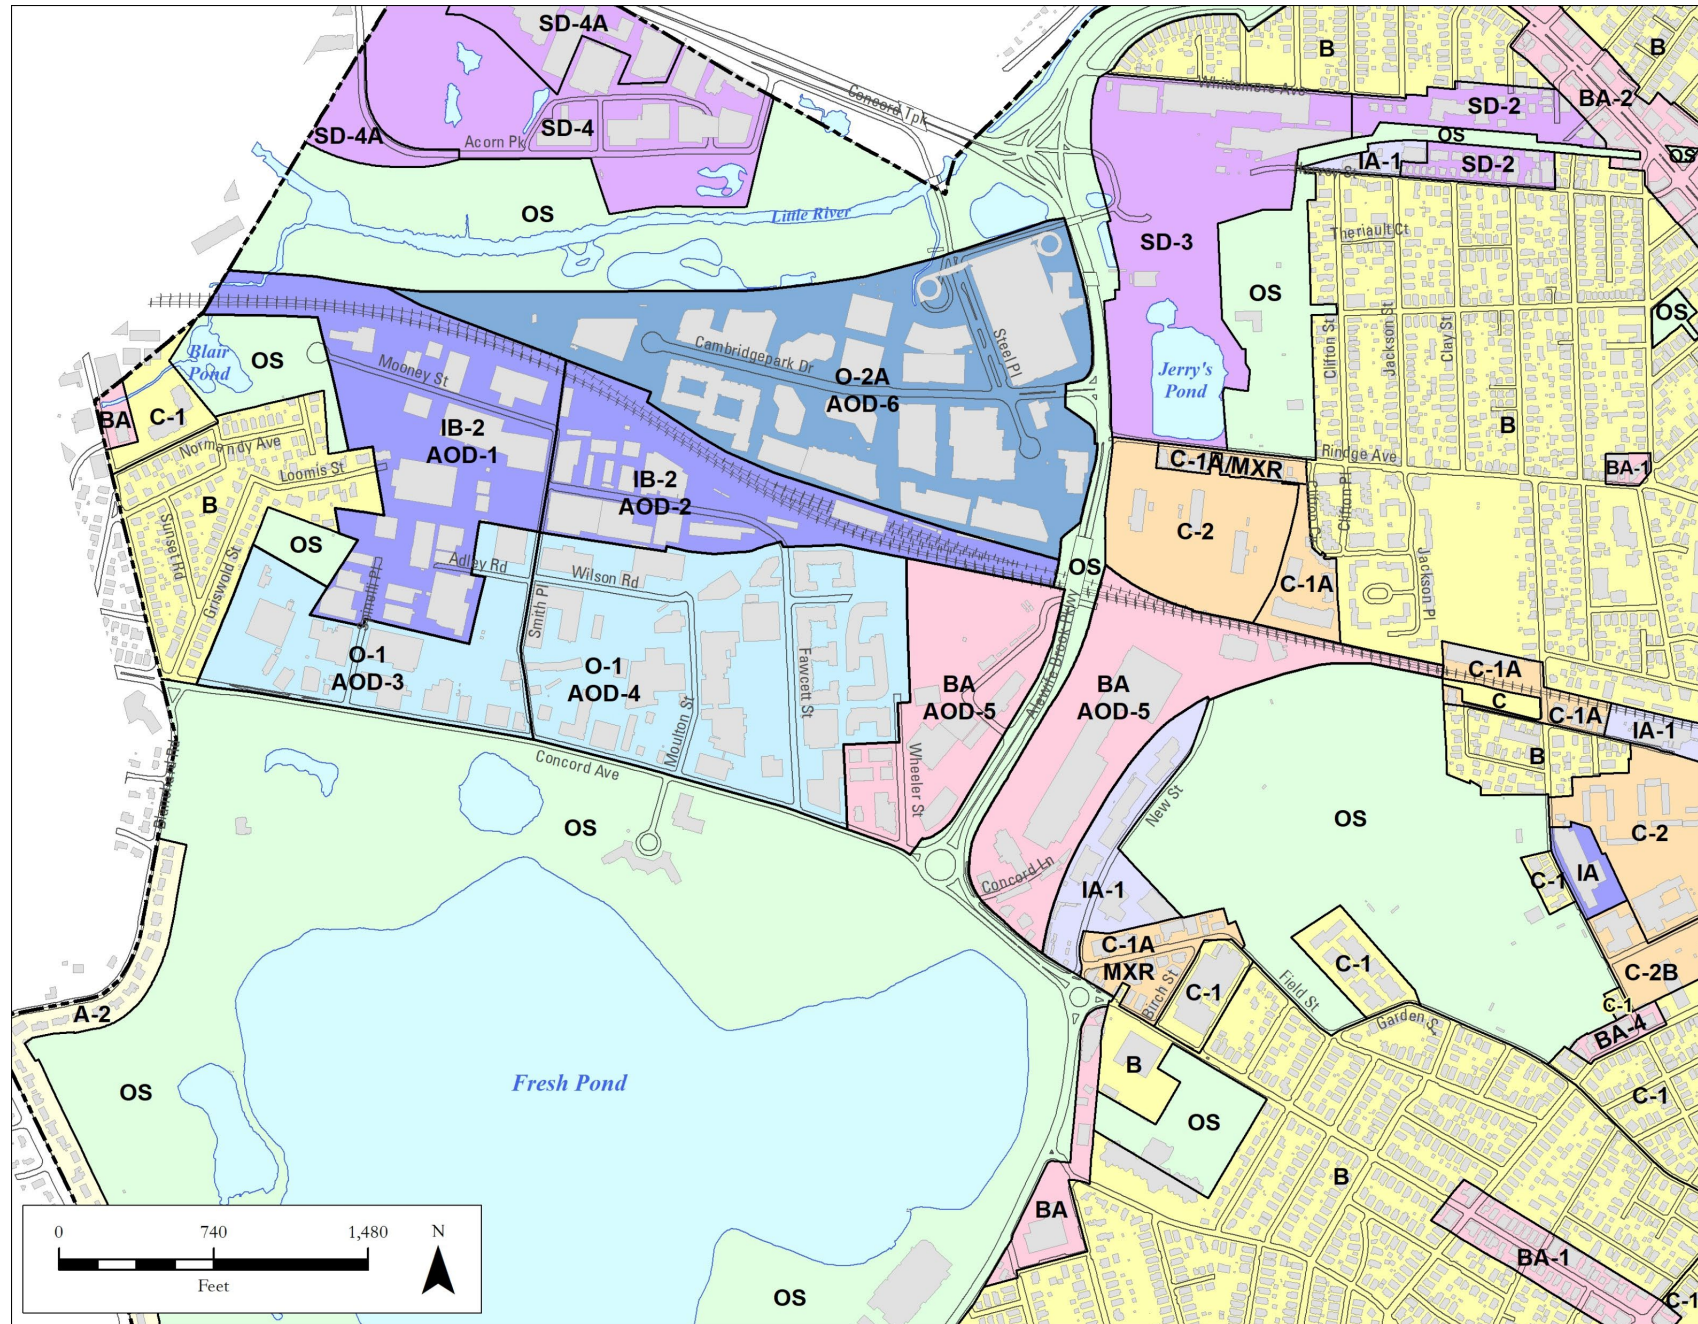 SD-4A
B
B
Concord Tpk
Whittemore Ave
SD-2
BA-2
SD-4A
SD-4
Acorn Pk
OS
IA-1
SD-2
OS
Harvey St
OS
Little River
SD-3
Theriault Ct
OS
OS
Blair
Pond
OS
Mooney St
Cambridgepark Dr
Steel Pl
O-2A
AOD-6
Jerry's
Pond
Clifton St
Jackson St
Clay St
BA
C-1
IB-2
AOD-1
B
Normandy Ave
Loomis St
Rindge Ave
C-1A/MXR
BA-1
IB-2
AOD-2
B
Sunset Rd
Griswold St
OS
C-2
Clifton Pl
Jackson Pl
Adley Rd
Wilson Rd
Smith Pl
OS
C-1A
O-1
AOD-3
O-1
AOD-4
Moulton St
Fawcett St
BA
AOD-5
Alewife Brook Pkwy
BA
AOD-5
C-1A
C
C-1A
IA-1
B
Concord Ave
Wheeler St
Blanchard Rd
OS
New St
OS
C-2
Concord Ln
IA-1
C-1
IA
C-1A
MXR
Birch St
C-1
C-1
Field St
C-2B
C-1
Garden St
BA-4
A-2
OS
Fresh Pond
B
OS
C-1
B
BA
BA-1
OS
C-1
0 740 1,480
Feet
N